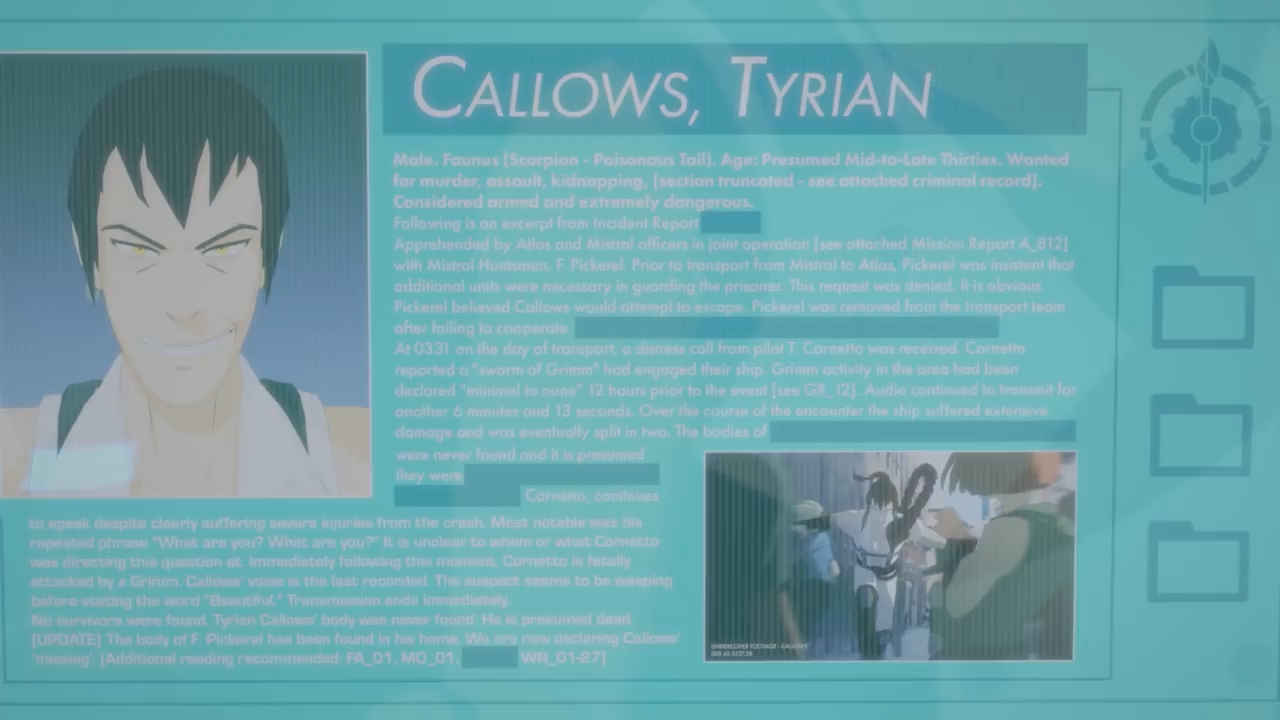 CALLOWS, TYRIAN
Male. Faunus (Scorpion - Poisonous Tail). Age: Presumed Mid-to-Late Thirties. Wanted
for murder, assault, kidnapping, [section truncated - see attached criminal record].
Considered armed and extremely dangerous.
Following is an excerpt from Incident Report
Apprehended by Atlas and Mistral officers in joint operation [see attached Mission Report A_812]
with Mistral Huntsman, F. Pickerel. Prior to transport from Mistral to Atlas, Pickerel was insistent that
additional units were necessary in guarding the prisoner. This request was denied. It is obvious
Pickerel believed Callows would attempt to escape. Pickerel was removed from the transport team
after failing to cooperate.
At 0331 on the day of transport, a distress call from pilot T. Cornetto was received. Cornetto
reported a "swarm of Grimm" had engaged their ship. Grimm activity in the area had been
declared "minimal to none" 12 hours prior to the event [see GR_12]. Audio continued to transmit for
another 6 minutes and 13 seconds. Over the course of the encounter the ship suffered extensive
damage and was eventually split in two. The bodies of
were never found and it is presumed
they were
Cornetto, continues
to speak despite clearly suffering severe injuries from the crash. Most notable was his
repeated phrase "What are you? What are you?" It is unclear to whom or what Cornetto
was directing this question at. Immediately following this moment, Cornetto is fatally
attacked by a Grimm. Callows' voice is the last recorded. The suspect seems to be weeping
before stating the word "Beautiful." Transmission ends immediately.
No survivors were found. Tyrian Callows' body was never found. He is presumed dead.
[UPDATE] The body of F. Pickerel has been found in his home. We are now declaring Callows'
'missing'. [Additional reading recommended: FA_01, MO_01, WR_01-27]
UNDERCOVER FOOTAGE - CALLOWS